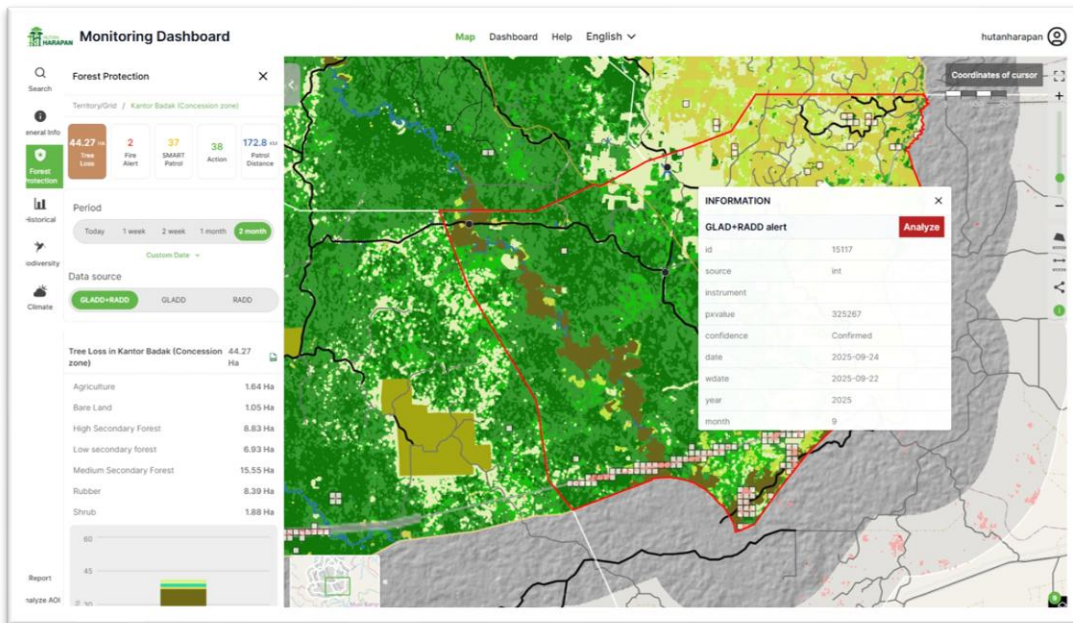 HUTAN
HARAPAN
Monitoring Dashboard
Map
Dashboard
Help
English
hutanharapan
Search
eneral Info
Forest
rotection
Historical
odiversity
Climate
Report
nalyze AOI
Forest Protection
Territory/Grid / Kantor Badak (Concession zone)
44.27 HA
Tree
Loss
2
Fire
Alert
37
SMART
Patrol
38
Action
172.8 KM
Patrol
Distance
Period
Today
1 week
2 week
1 month
3 month
Custom Date
Data source
GLADD+RADD
GLADD
RADD
Tree Loss in Kantor Badak (Concession zone) 44.27 Ha
Agriculture 1.64 Ha
Bare Land 1.05 Ha
High Secondary Forest 8.83 Ha
Low secondary forest 6.93 Ha
Medium Secondary Forest 15.55 Ha
Rubber 8.39 Ha
Shrub 1.88 Ha
60
45
30
Coordinates of cursor
INFORMATION
GLAD+RADD alert
Analyze
id 15117
source int
instrument
pxvalue 325267
confidence Confirmed
date 2025-09-24
wdate 2025-09-22
year 2025
month 9